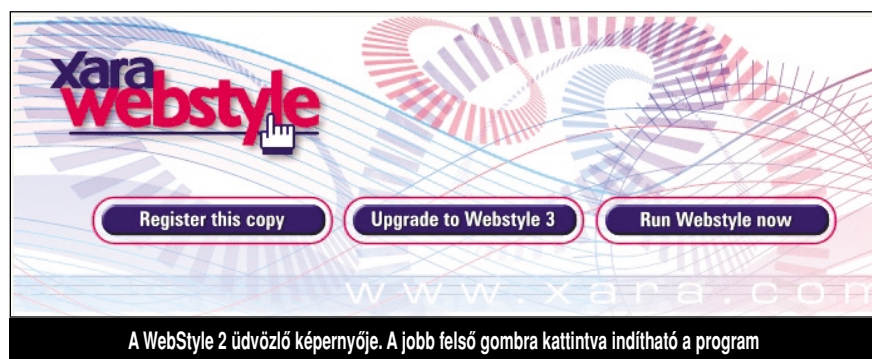 xara
webstyle
Register this copy
Upgrade to Webstyle 3
Run Webstyle now
www.xara.com
A WebStyle 2 üdvözlő képernyője. A jobb felső gombra kattintva indítható a program